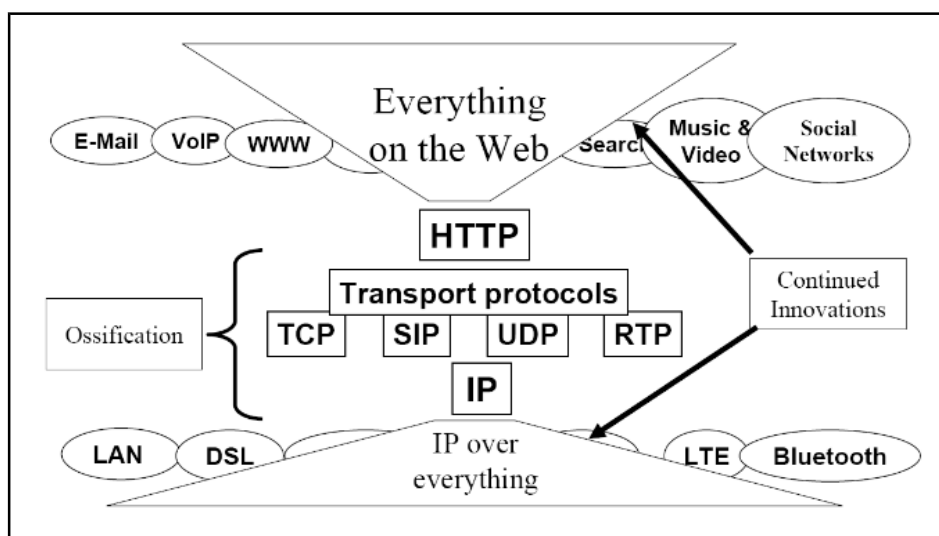 Everything
on the Web
E-Mail
VoIP
WWW
Search
Music &
Video
Social
Networks
HTTP
Transport protocols
TCP
SIP
UDP
RTP
IP
Ossification
Continued
Innovations
LAN
DSL
IP over
everything
LTE
Bluetooth